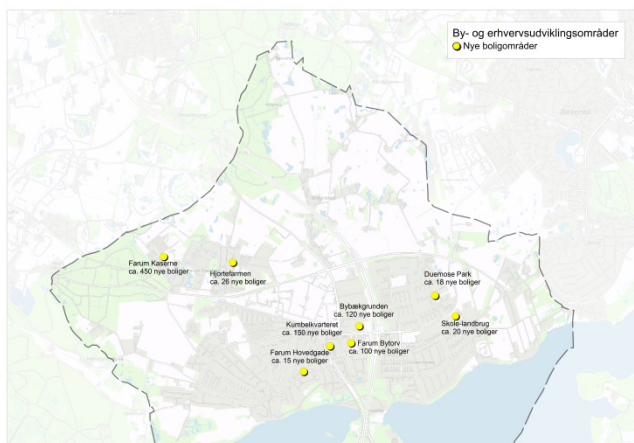 By- og erhvervsudviklingsområder
Nye boligområder
Farum Kaserne
ca. 450 nye boliger
Hjortefarmen
ca. 26 nye boliger
Duemose Park
ca. 18 nye boliger
Bybækgrunden
ca. 120 nye boliger
Skole-landbrug
ca. 20 nye boliger
Kumbelkvarteret
ca. 150 nye boliger
Farum Bytorv
ca. 100 nye boliger
Farum Hovedgade
ca. 15 nye boliger